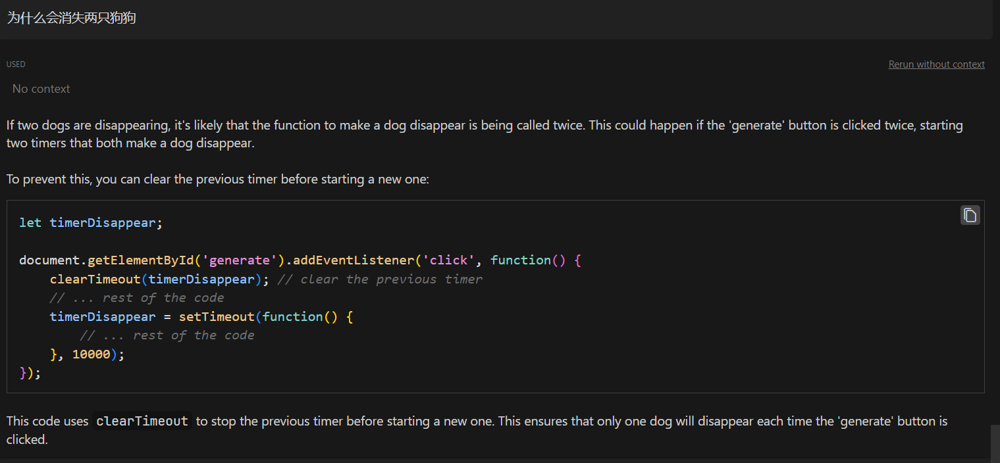 为什么会消失两只狗狗
USED
Rerun without context
No context
If two dogs are disappearing, it's likely that the function to make a dog disappear is being called twice. This could happen if the 'generate' button is clicked twice, starting
two timers that both make a dog disappear.
To prevent this, you can clear the previous timer before starting a new one:
let timerDisappear;
document.getElementById('generate').addEventListener('click', function() {
    clearTimeout(timerDisappear); // clear the previous timer
    // ... rest of the code
    timerDisappear = setTimeout(function() {
        // ... rest of the code
    }, 10000);
});
This code uses clearTimeout to stop the previous timer before starting a new one. This ensures that only one dog will disappear each time the 'generate' button is
clicked.